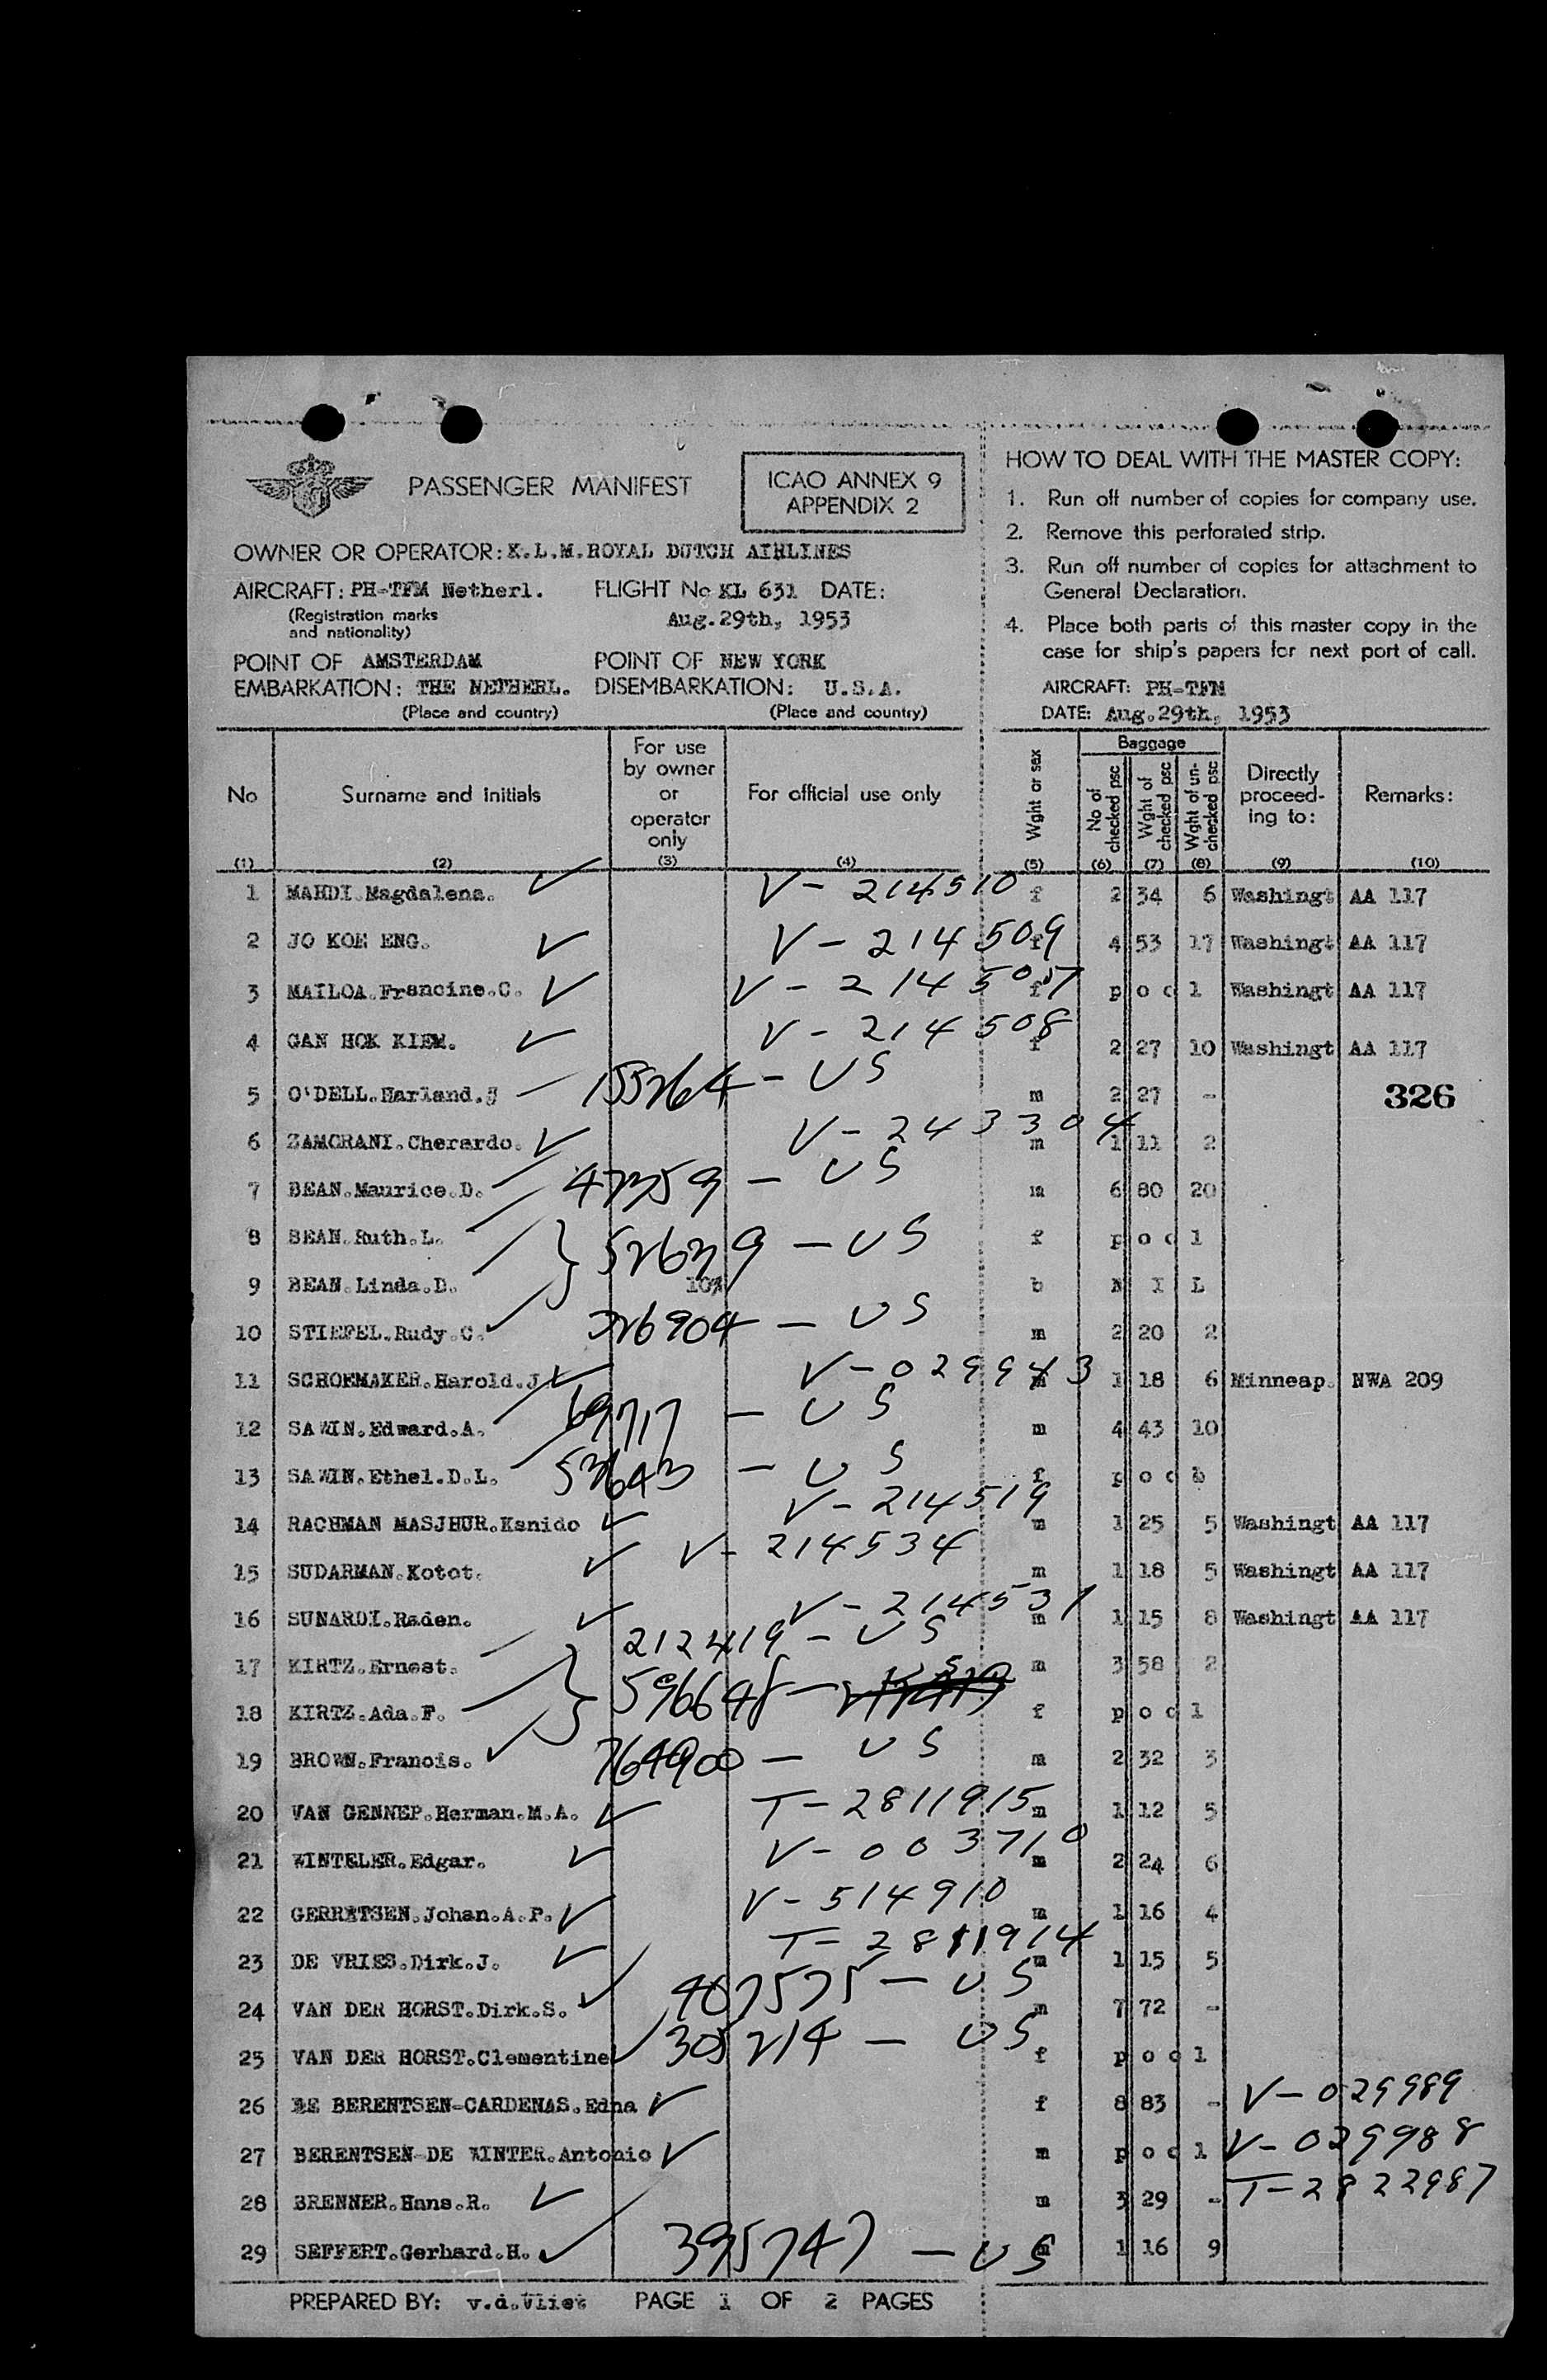 PASSENGER MANIFEST
ICAO ANNEX 9
APPENDIX 2
OWNER OR OPERATOR: K.L.M.ROYAL DUTCH AIRLINES
AIRCRAFT: PH-TFM Netherl. FLIGHT No KL 631 DATE:
(Registration marks
and nationality)
Aug.29th, 1953
POINT OF AMSTERDAM POINT OF NEW YORK
EMBARKATION: THE NETHERL. DISEMBARKATION: U.S.A.
(Place and country) (Place and country)
HOW TO DEAL WITH THE MASTER COPY:
1. Run off number of copies for company use.
2. Remove this perforated strip.
3. Run off number of copies for attachment to
General Declaration.
4. Place both parts of this master copy in the
case for ship's papers for next port of call.
AIRCRAFT: PH-TFM
DATE: Aug.29th, 1953
No
(1)
Surname and initials
(2)
For use
by owner
or
operator
only
(3)
For official use only
(4)
Wght or sex
(5)
Baggage
No of
checked psc
(6)
Wght of
checked psc
(7)
Wght of un-
checked psc
(8)
Directly
proceed-
ing to:
(9)
Remarks:
(10)
1 MAHDI.Magdalena. V-214510 f 2 34 6 Washingt AA 117
2 JO KOE ENG. V-214509 f 4 53 17 Washingt AA 117
3 MAILOA.Francine.C. V-214507 f p o c l Washingt AA 117
4 GAN HOK KIEM. V-214508 f 2 27 10 Washingt AA 117
5 O'DELL.Harland.J 155264-US m 2 27 - 326
6 ZAMORANI.Cherardo. V-243304 m 1 11 2
7 BEAN.Maurice.D. 47359-US m 6 80 20
8 BEAN.Ruth.L. 52629-US f p o c l
9 BEAN.Linda.D. 10% b N I L
10 STIEFEL.Rudy.C. 326904-US m 2 20 2
11 SCHOEMAKER.Harold.J V-029943 m 1 18 6 Minneap. NWA 209
12 SAWIN.Edward.A. 69717-US m 4 43 10
13 SAWIN.Ethel.D.L. 53643-US f p o c b
14 RACHMAN MASJHUR.Kanido V-214519 m 1 25 5 Washingt AA 117
15 SUDARMAN.Kotot. V-214534 m 1 18 5 Washingt AA 117
16 SUNARDI.Raden. V-214531 m 1 15 8 Washingt AA 117
17 KIRTZ.Ernest. 212419-US m 3 58 2
18 KIRTZ.Ada.F. 596648- f p o c l
19 BROWN.Francis. 764900-US m 2 32 3
20 VAN GENNEP.Herman.M.A. T-2811915 m 1 12 5
21 WINTELER.Edgar. V-003710 m 2 24 6
22 GERRITSEN.Johan.A.P. V-514910 m 1 16 4
23 DE VRIES.Dirk.J. T-2811914 m 1 15 5
24 VAN DER HORST.Dirk.S. 407575-US m 7 72 -
25 VAN DER HORST.Clementine 305214-US f p o c l
26 DE BERENTSEN-CARDENAS.Edna f 8 83 - V-029989
27 BERENTSEN-DE WINTER.Antonio m p o c l V-029988
28 BRENNER.Hans.R. m 3 29 - T-2822987
29 SEFFERT.Gerhard.H. 395747-US m 1 16 9
PREPARED BY: v.d.Vliet PAGE 1 OF 2 PAGES